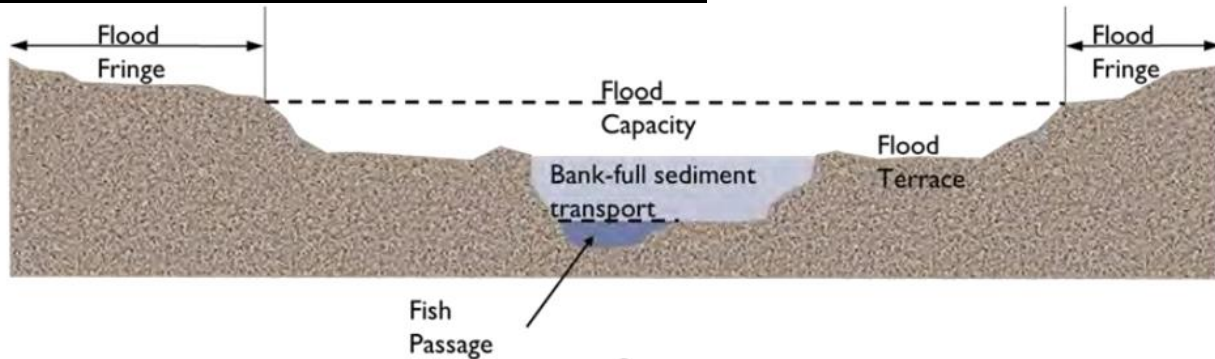 Flood
Fringe
Flood
Capacity
Flood
Fringe
Flood
Terrace
Bank-full sediment
transport
Fish
Passage